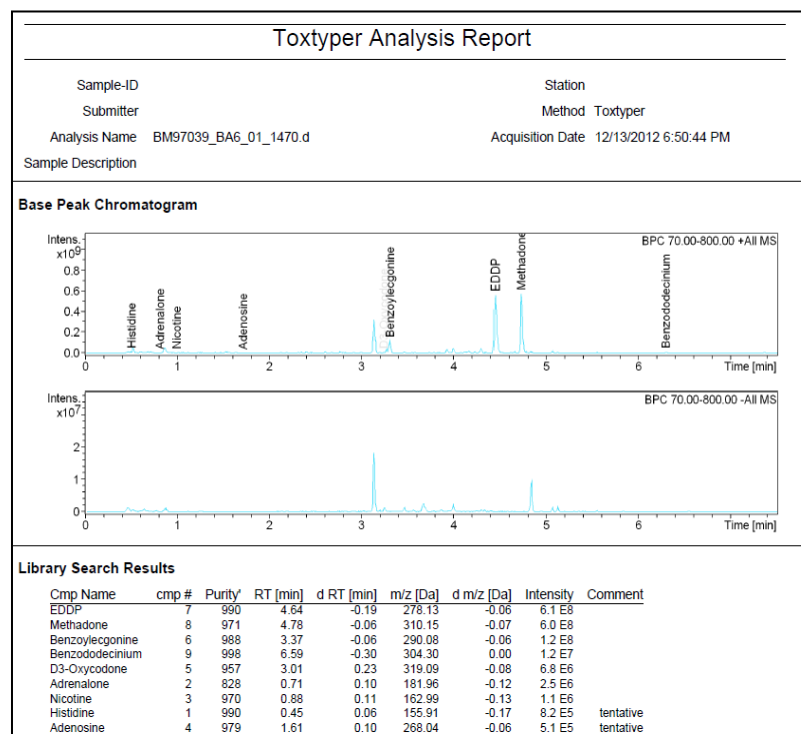 Toxtyper Analysis Report
Sample-ID Station
Submitter Method Toxtyper
Analysis Name BM97039_BA6_01_1470.d Acquisition Date 12/13/2012 6:50:44 PM
Sample Description
Base Peak Chromatogram
Intens. x10^9
BPC 70.00-800.00 +All MS
0.8
0.6
0.4
0.2
0.0
Histidine
Adrenalone
Nicotine
Adenosine
Benzoylecgonine
EDDP
Methadone
Benzododecinium
0 1 2 3 4 5 6 Time [min]
Intens. x10^7
BPC 70.00-800.00 -All MS
2
1
0
0 1 2 3 4 5 6 Time [min]
Library Search Results
Cmp Name cmp # Purity' RT [min] d RT [min] m/z [Da] d m/z [Da] Intensity Comment
EDDP 7 990 4.64 -0.19 278.13 -0.06 6.1 E8
Methadone 8 971 4.78 -0.06 310.15 -0.07 6.0 E8
Benzoylecgonine 6 988 3.37 -0.06 290.08 -0.06 1.2 E8
Benzododecinium 9 998 6.59 -0.30 304.30 0.00 1.2 E7
D3-Oxycodone 5 957 3.01 0.23 319.09 -0.08 6.8 E6
Adrenalone 2 828 0.71 0.10 181.96 -0.12 2.5 E6
Nicotine 3 970 0.88 0.11 162.99 -0.13 1.1 E6
Histidine 1 990 0.45 0.06 155.91 -0.17 8.2 E5 tentative
Adenosine 4 979 1.61 0.10 268.04 -0.06 5.1 E5 tentative